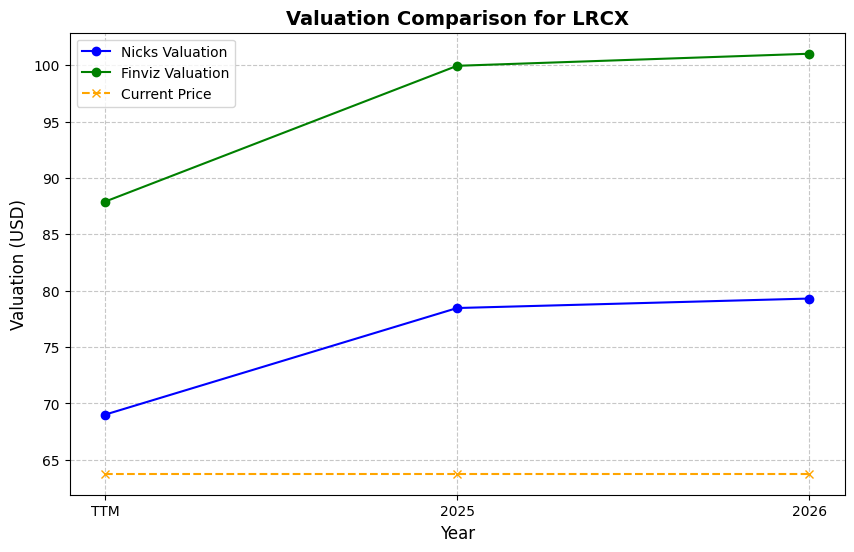 Valuation Comparison for LRCX
Nicks Valuation
Finviz Valuation
Current Price
Valuation (USD)
100
95
90
85
80
75
70
65
TTM
2025
2026
Year